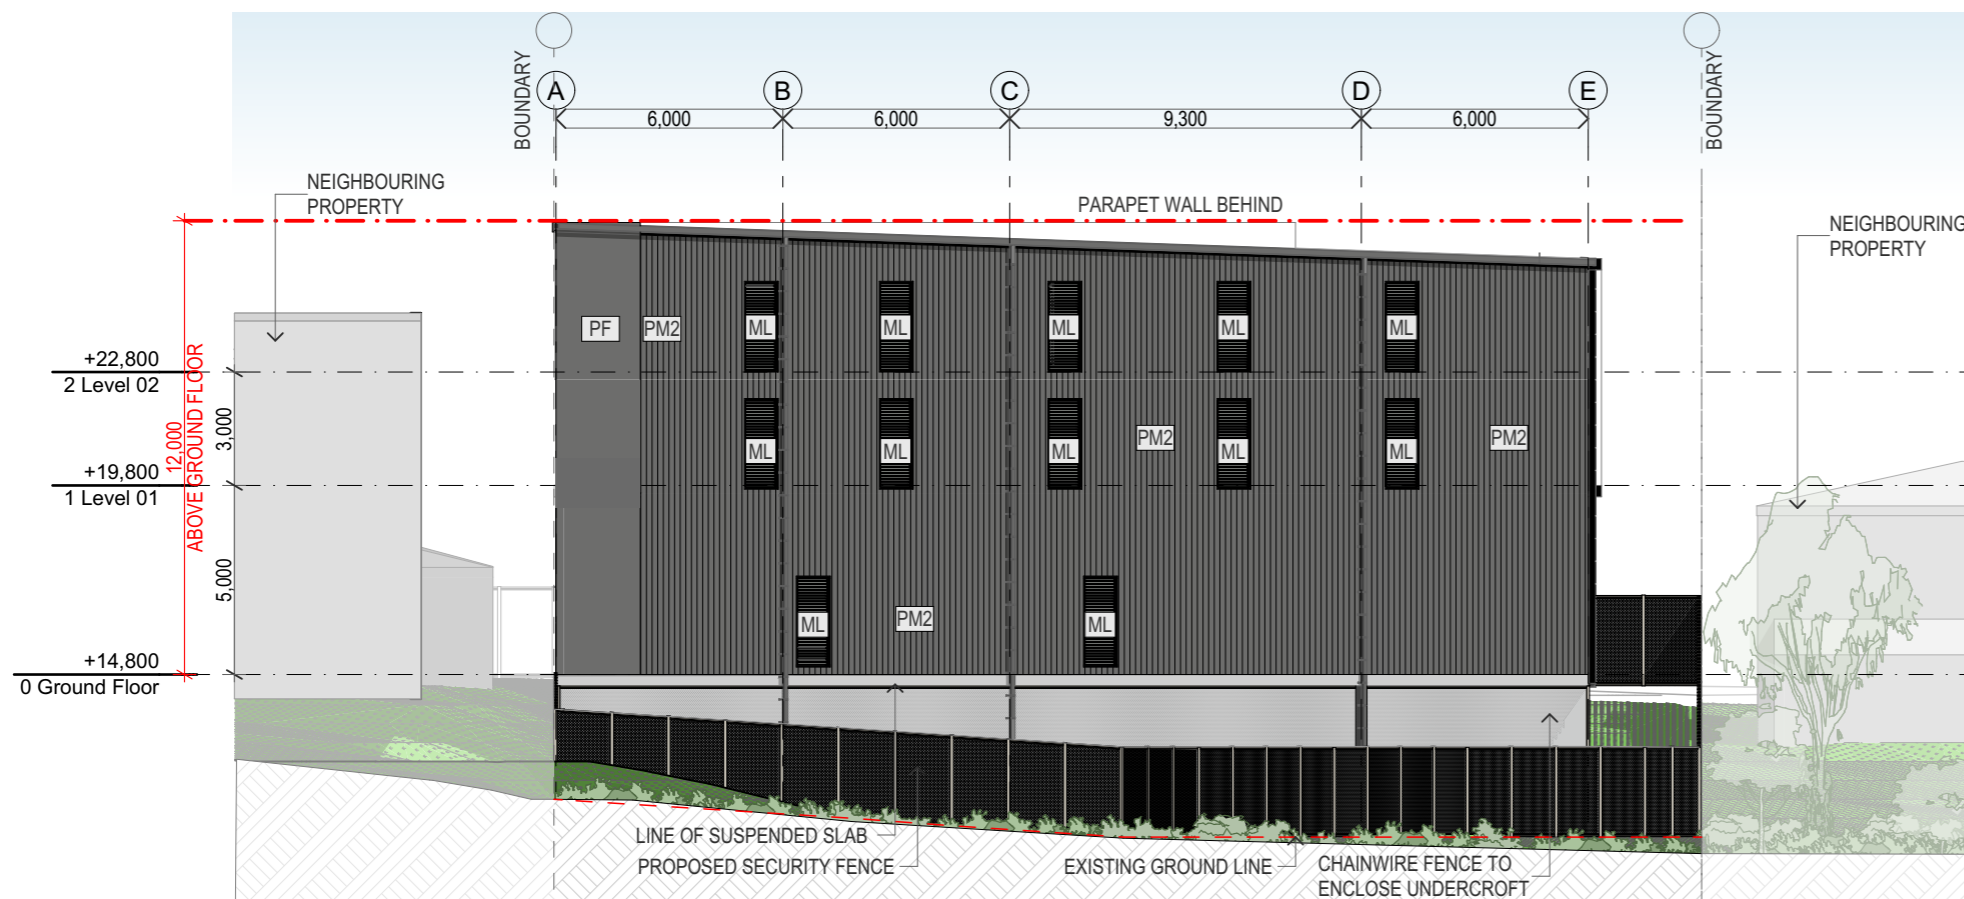 BOUNDARY
BOUNDARY
A
B
C
D
E
6,000
6,000
9,300
6,000
NEIGHBOURING
PROPERTY
PARAPET WALL BEHIND
NEIGHBOURING
PROPERTY
PF
PM2
ML
ML
ML
ML
ML
+22,800
2 Level 02
3,000
12,000
ABOVE GROUND FLOOR
ML
ML
ML
PM2
ML
ML
PM2
+19,800
1 Level 01
5,000
ML
PM2
ML
+14,800
0 Ground Floor
LINE OF SUSPENDED SLAB
PROPOSED SECURITY FENCE
EXISTING GROUND LINE
CHAINWIRE FENCE TO
ENCLOSE UNDERCROFT